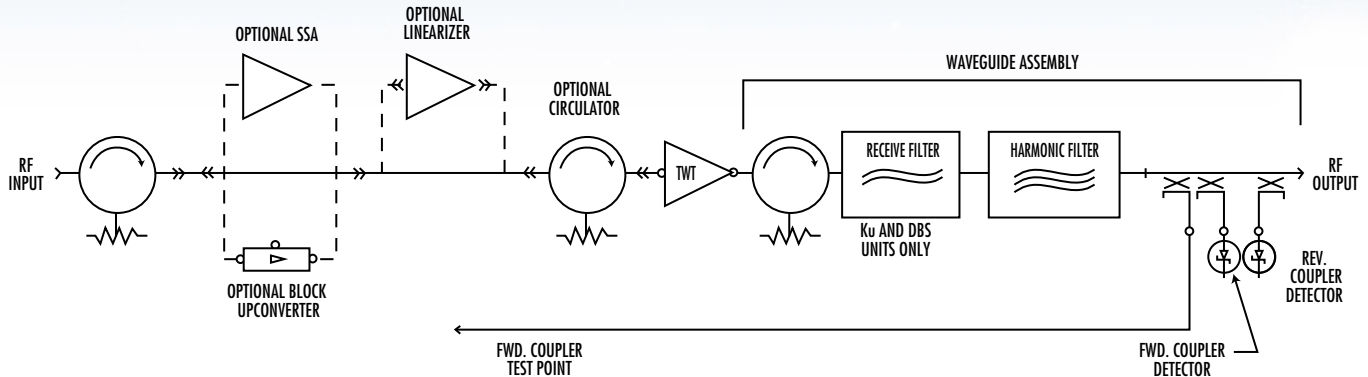 OPTIONAL SSA
OPTIONAL
LINEARIZER
OPTIONAL
CIRCULATOR
WAVEGUIDE ASSEMBLY
RF
INPUT
TWT
RECEIVE FILTER
HARMONIC FILTER
RF
OUTPUT
Ku AND DBS
UNITS ONLY
OPTIONAL BLOCK
UPCONVERTER
REV.
COUPLER
DETECTOR
FWD. COUPLER
TEST POINT
FWD. COUPLER
DETECTOR